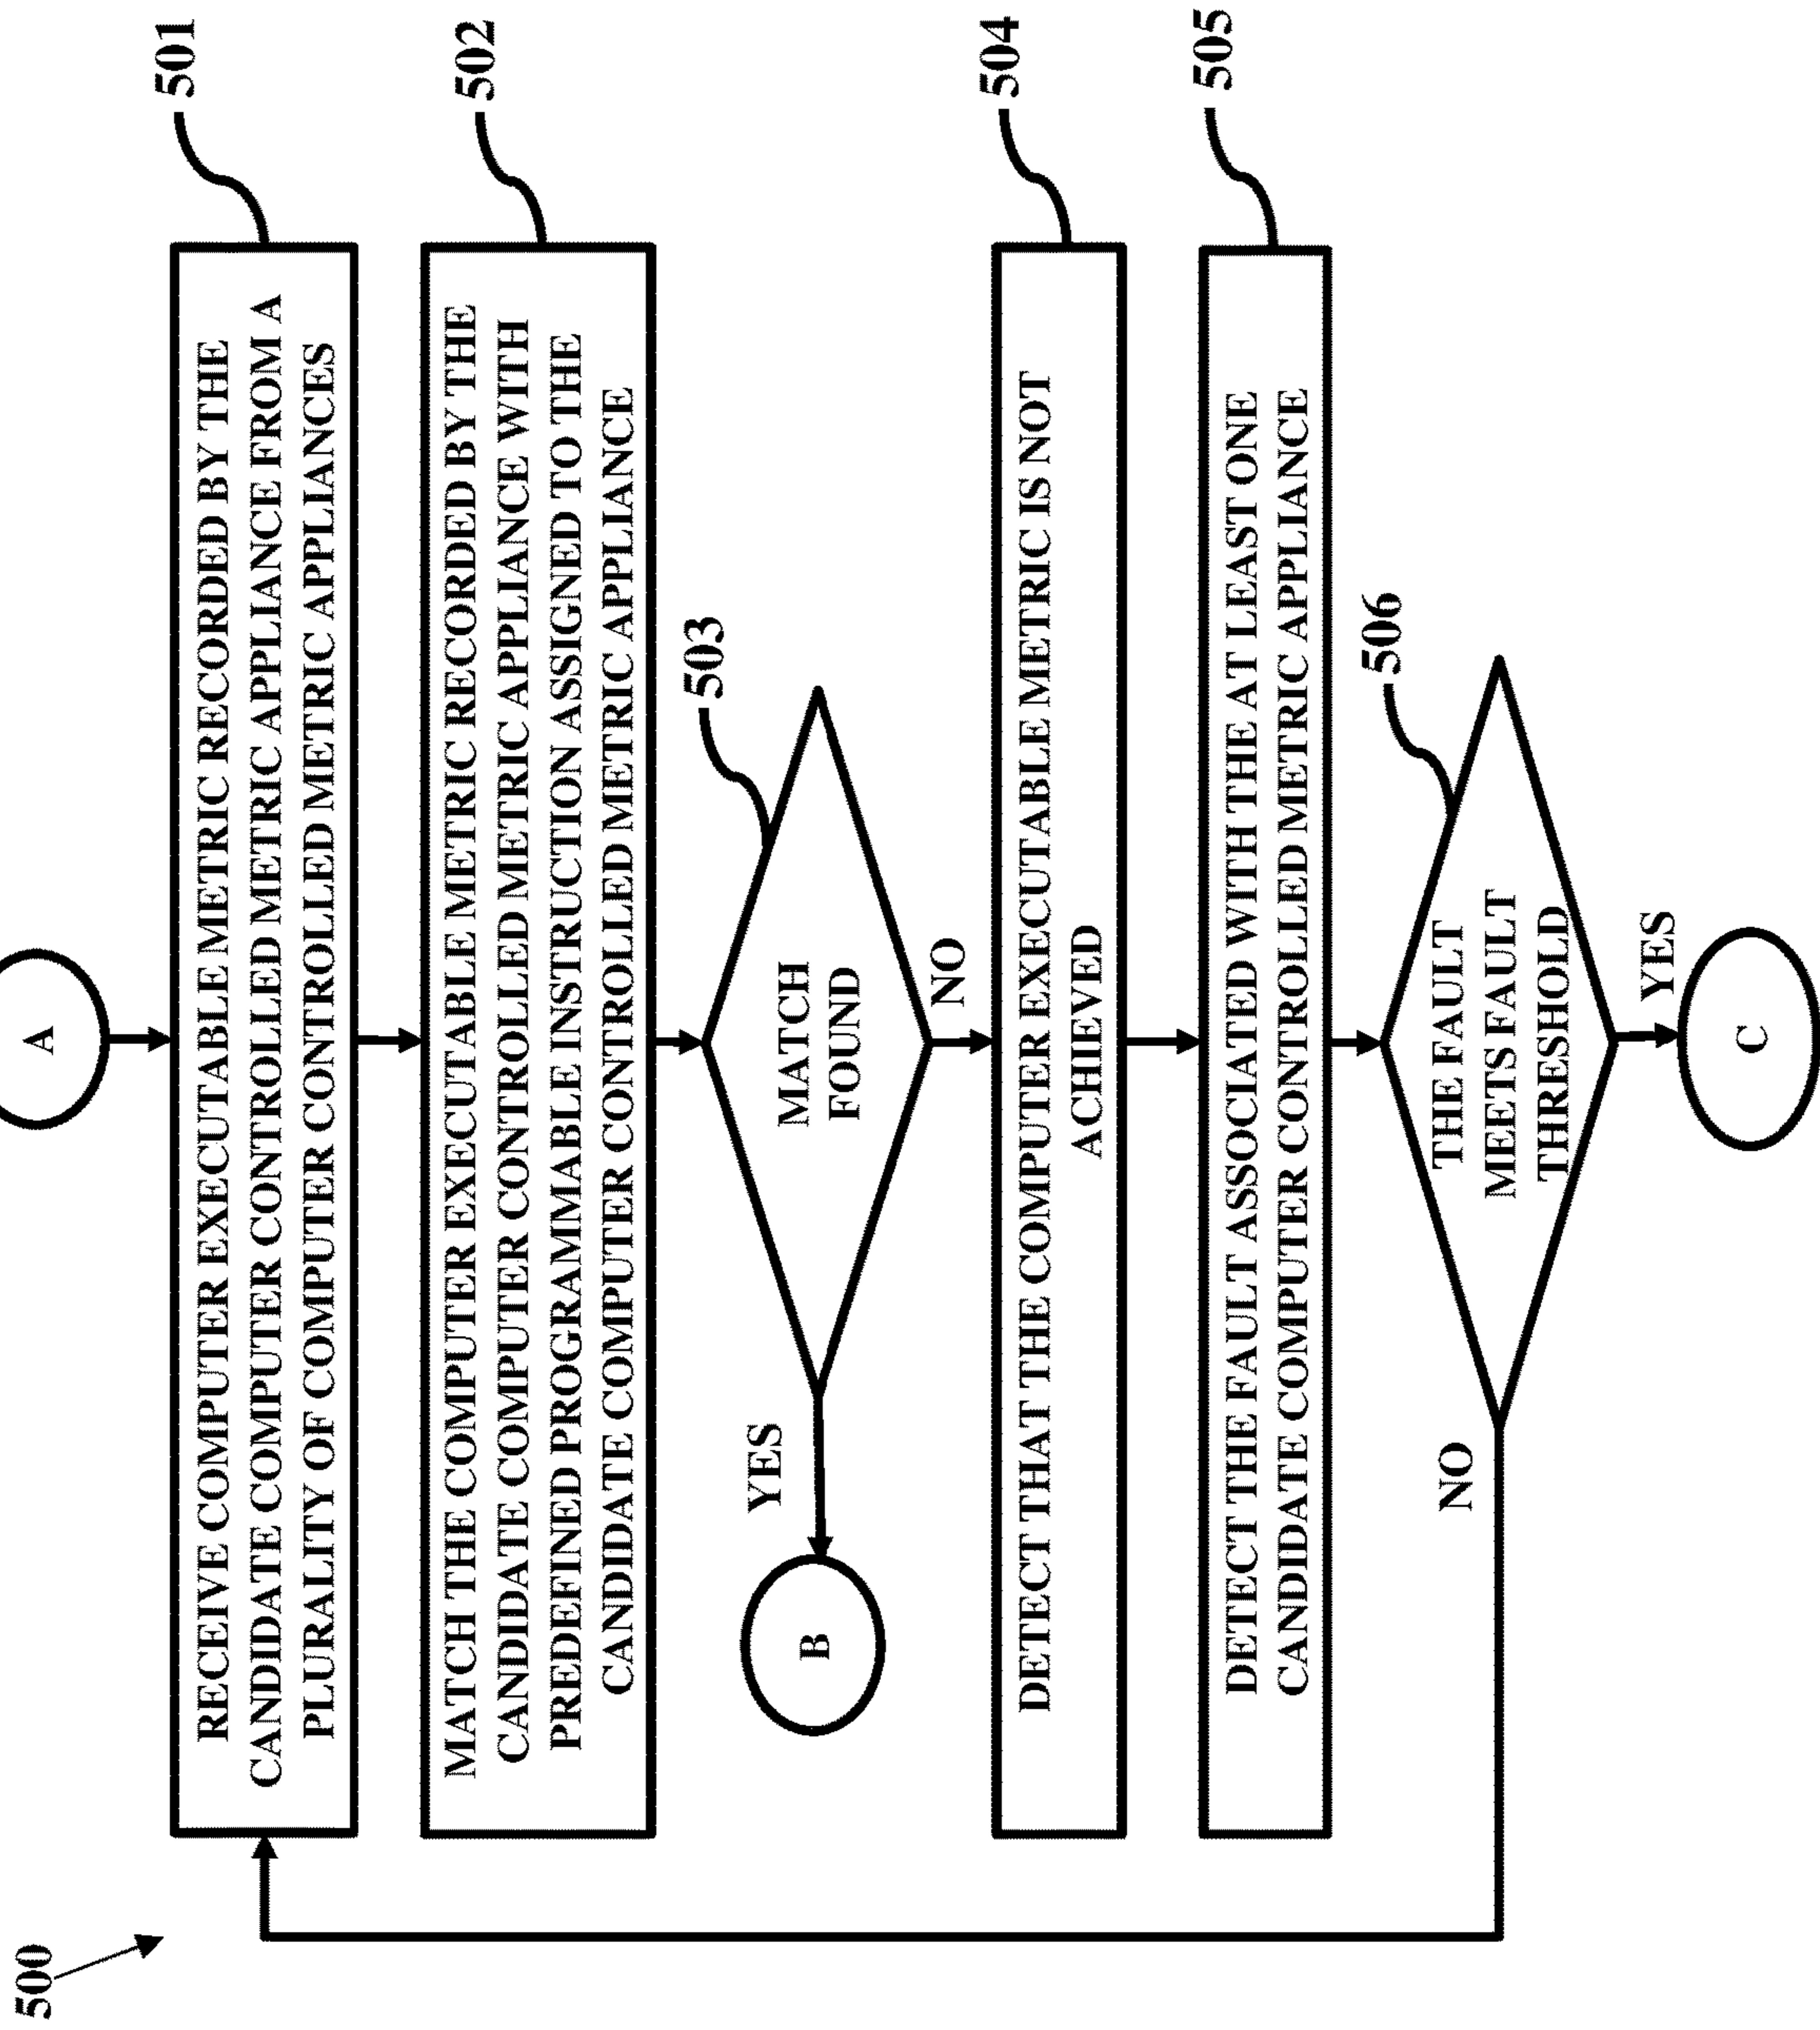 500
A
501
RECEIVE COMPUTER EXECUTABLE METRIC RECORDED BY THE
CANDIDATE COMPUTER CONTROLLED METRIC APPLIANCE FROM A
PLURALITY OF COMPUTER CONTROLLED METRIC APPLIANCES
502
MATCH THE COMPUTER EXECUTABLE METRIC RECORDED BY THE
CANDIDATE COMPUTER CONTROLLED METRIC APPLIANCE WITH
PREDEFINED PROGRAMMABLE INSTRUCTION ASSIGNED TO THE
CANDIDATE COMPUTER CONTROLLED METRIC APPLIANCE
503
MATCH
FOUND
YES
B
NO
504
DETECT THAT THE COMPUTER EXECUTABLE METRIC IS NOT
ACHIEVED
505
DETECT THE FAULT ASSOCIATED WITH THE AT LEAST ONE
CANDIDATE COMPUTER CONTROLLED METRIC APPLIANCE
506
THE FAULT
MEETS FAULT
THRESHOLD
NO
YES
C